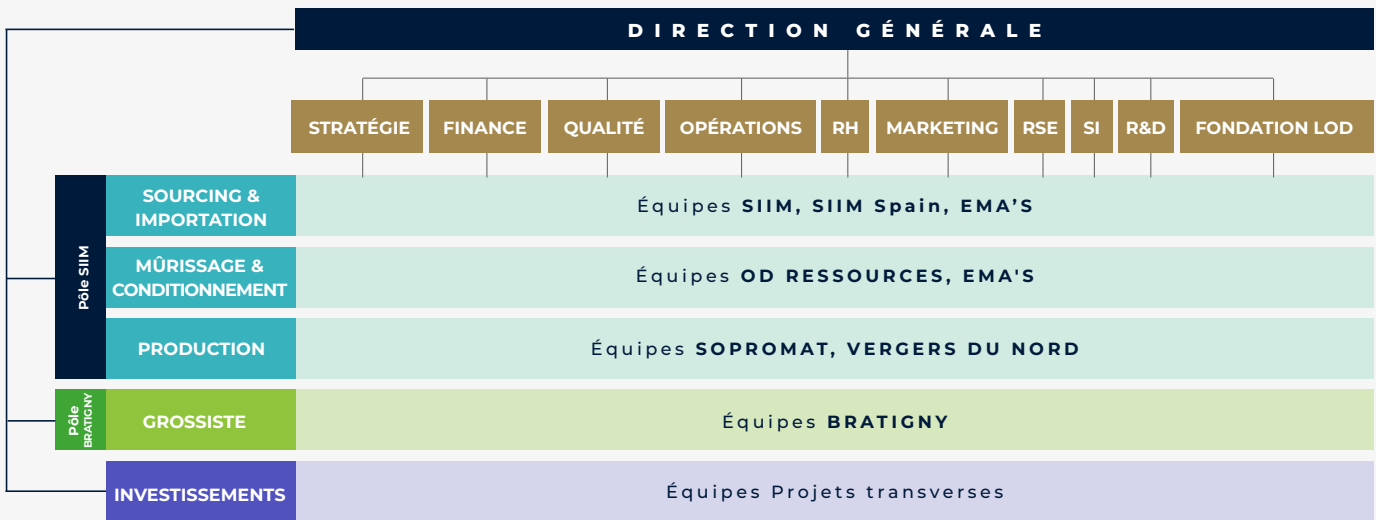 DIRECTION GÉNÉRALE
STRATÉGIE
FINANCE
QUALITÉ
OPÉRATIONS
RH
MARKETING
RSE
SI
R&D
FONDATION LOD
Pôle SIIM
SOURCING &
IMPORTATION
Équipes SIIM, SIIM Spain, EMA’S
MÛRISSAGE &
CONDITIONNEMENT
Équipes OD RESSOURCES, EMA'S
PRODUCTION
Équipes SOPROMAT, VERGERS DU NORD
Pôle
BRATIGNY
GROSSISTE
Équipes BRATIGNY
INVESTISSEMENTS
Équipes Projets transverses